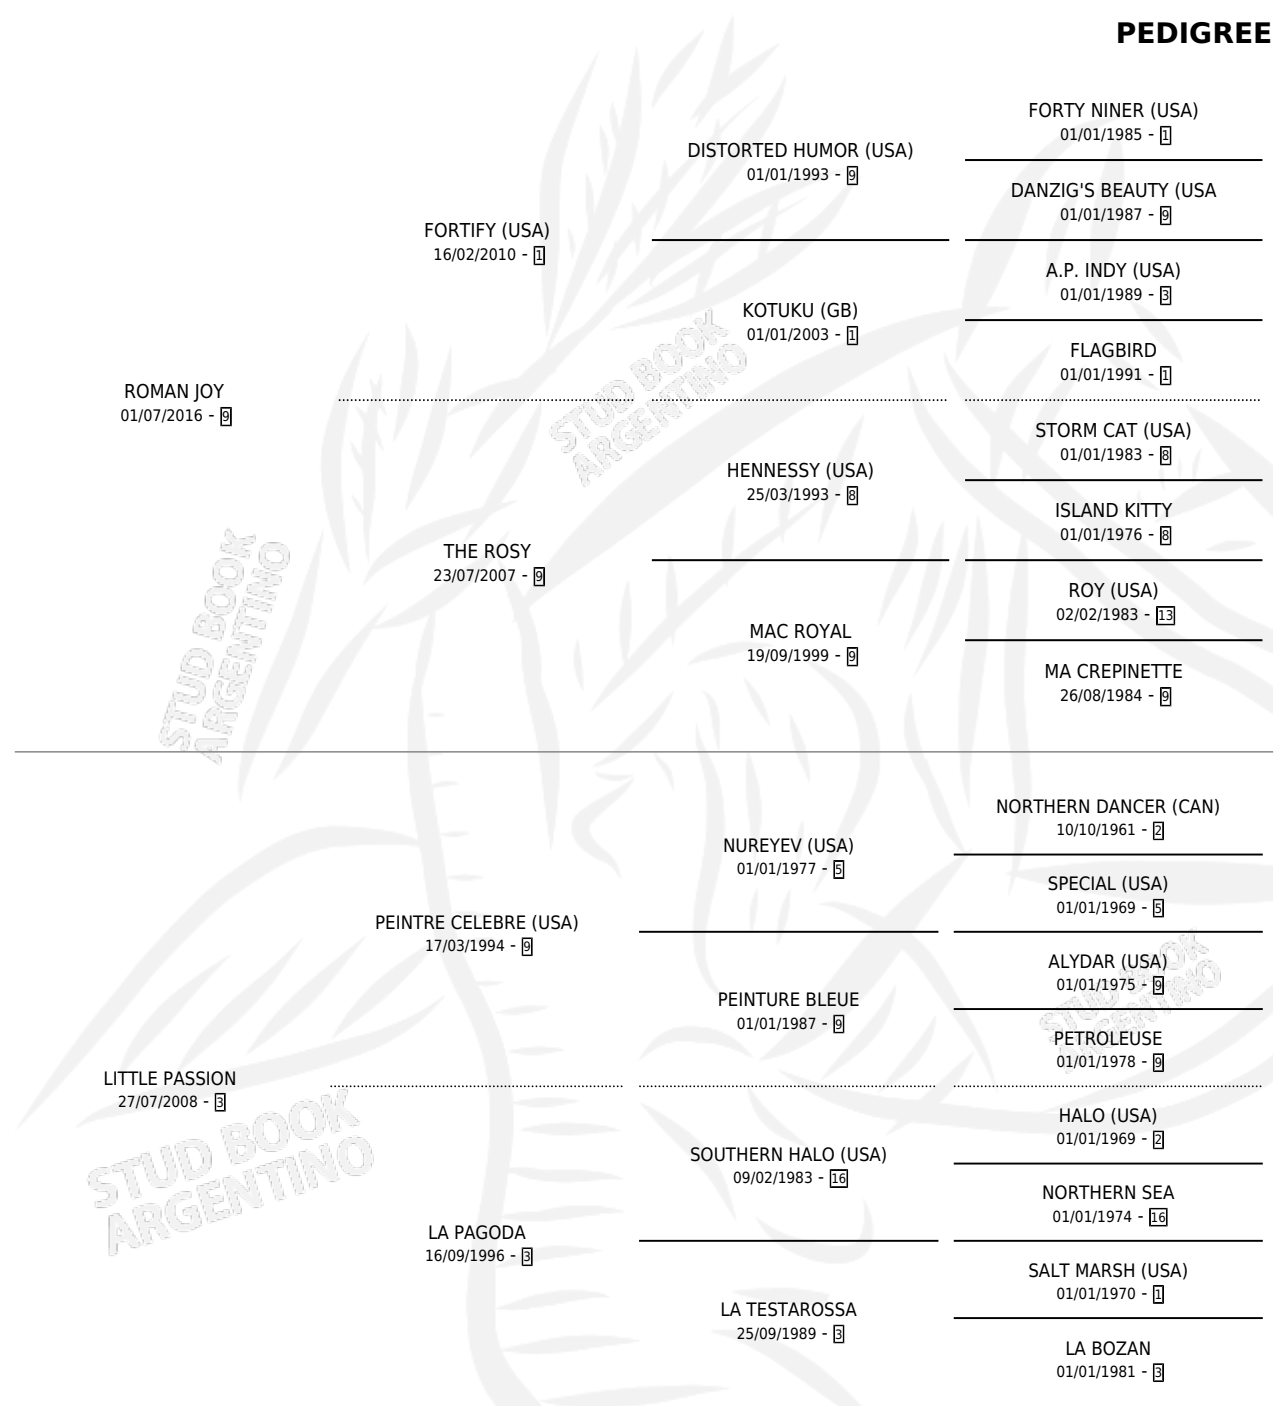 PEDIGREE
FORTY NINER (USA)
01/01/1985 - 1
DISTORTED HUMOR (USA)
01/01/1993 - 9
DANZIG'S BEAUTY (USA
01/01/1987 - 9
FORTIFY (USA)
16/02/2010 - 1
A.P. INDY (USA)
01/01/1989 - 3
KOTUKU (GB)
01/01/2003 - 1
FLAGBIRD
01/01/1991 - 1
ROMAN JOY
01/07/2016 - 9
STORM CAT (USA)
01/01/1983 - 8
HENNESSY (USA)
25/03/1993 - 8
ISLAND KITTY
01/01/1976 - 8
THE ROSY
23/07/2007 - 9
ROY (USA)
02/02/1983 - 13
MAC ROYAL
19/09/1999 - 9
MA CREPINETTE
26/08/1984 - 9
NORTHERN DANCER (CAN)
10/10/1961 - 2
NUREYEV (USA)
01/01/1977 - 5
SPECIAL (USA)
01/01/1969 - 5
PEINTRE CELEBRE (USA)
17/03/1994 - 9
ALYDAR (USA)
01/01/1975 - 9
PEINTURE BLEUE
01/01/1987 - 9
PETROLEUSE
01/01/1978 - 9
LITTLE PASSION
27/07/2008 - 3
HALO (USA)
01/01/1969 - 2
SOUTHERN HALO (USA)
09/02/1983 - 16
NORTHERN SEA
01/01/1974 - 16
LA PAGODA
16/09/1996 - 3
SALT MARSH (USA)
01/01/1970 - 1
LA TESTAROSSA
25/09/1989 - 3
LA BOZAN
01/01/1981 - 3
STUD BOOK
ARGENTINO
STUD BOOK
ARGENTINO
STUD BOOK
ARGENTINO
STUD BOOK
ARGENTINO